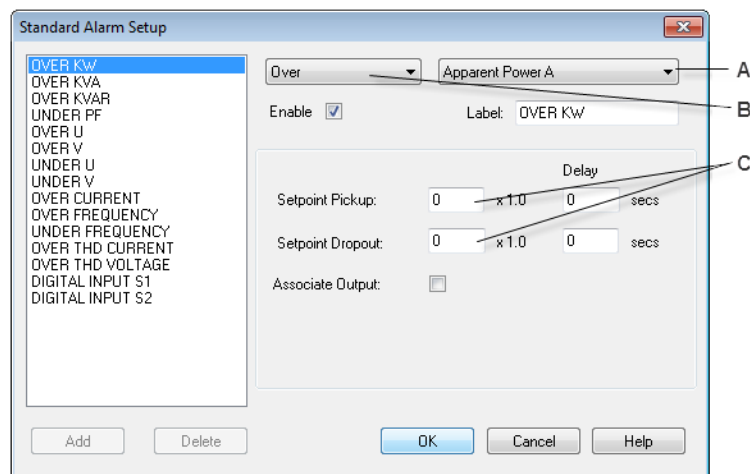 Standard Alarm Setup
OVER KW
OVER KVA
OVER KVAR
UNDER PF
OVER U
OVER V
UNDER U
UNDER V
OVER CURRENT
OVER FREQUENCY
UNDER FREQUENCY
OVER THD CURRENT
OVER THD VOLTAGE
DIGITAL INPUT S1
DIGITAL INPUT S2
Over Apparent Power A A
Enable Label: OVER KW B
C
Delay
Setpoint Pickup: 0 x 1.0 0 secs
Setpoint Dropout: 0 x 1.0 0 secs
Associate Output:
Add Delete OK Cancel Help